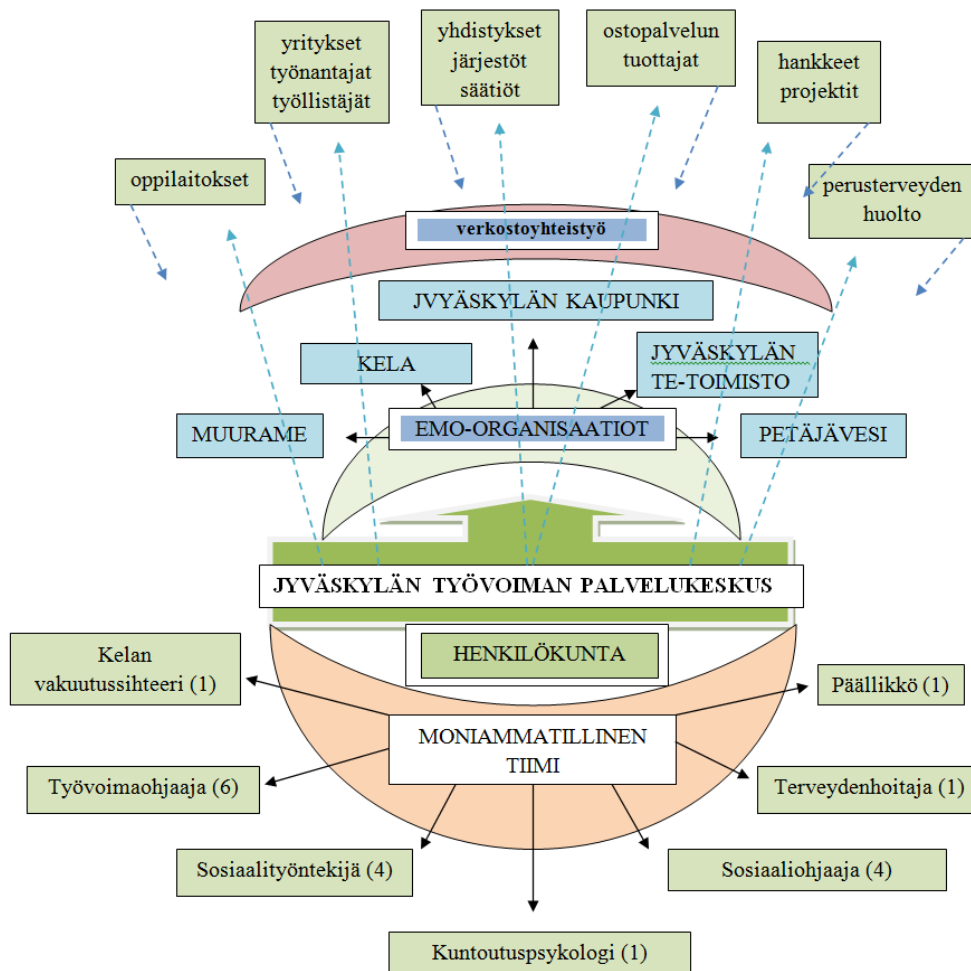 yritykset
työnantajat
työllistäjät
yhdistykset
järjestöt
säätiöt
ostopalvelun
tuottajat
hankkeet
projektit
oppilaitokset
perusterveyden
huolto
verkostoyhteistyö
JVYÄSKYLÄN KAUPUNKI
KELA
JYVÄSKYLÄN
TE-TOIMISTO
MUURAME
EMO-ORGANISAATIOT
PETÄJÄVESI
JYVÄSKYLÄN TYÖVOIMAN PALVELUKESKUS
HENKILÖKUNTA
Kelan
vakuutussihteeri (1)
Päällikkö (1)
MONIAMMATILLINEN
TIIMI
Työvoimaohjaaja (6)
Terveydenhoitaja (1)
Sosiaalityöntekijä (4)
Sosiaaliohjaaja (4)
Kuntoutuspsykologi (1)